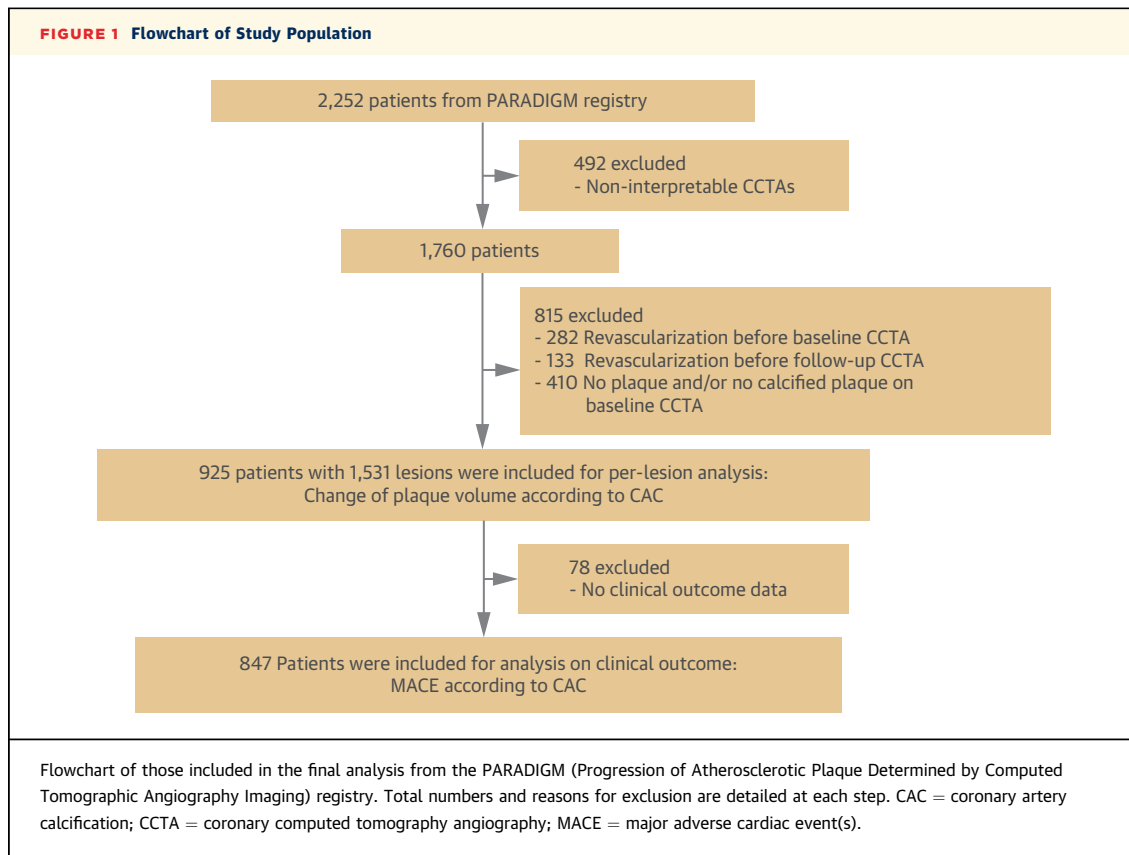 FIGURE 1 Flowchart of Study Population
2,252 patients from PARADIGM registry
492 excluded
- Non-interpretable CCTAs
1,760 patients
815 excluded
- 282 Revascularization before baseline CCTA
- 133 Revascularization before follow-up CCTA
- 410 No plaque and/or no calcified plaque on
baseline CCTA
925 patients with 1,531 lesions were included for per-lesion analysis:
Change of plaque volume according to CAC
78 excluded
- No clinical outcome data
847 Patients were included for analysis on clinical outcome:
MACE according to CAC
Flowchart of those included in the final analysis from the PARADIGM (Progression of Atherosclerotic Plaque Determined by Computed
Tomographic Angiography Imaging) registry. Total numbers and reasons for exclusion are detailed at each step. CAC = coronary artery
calcification; CCTA = coronary computed tomography angiography; MACE = major adverse cardiac event(s).